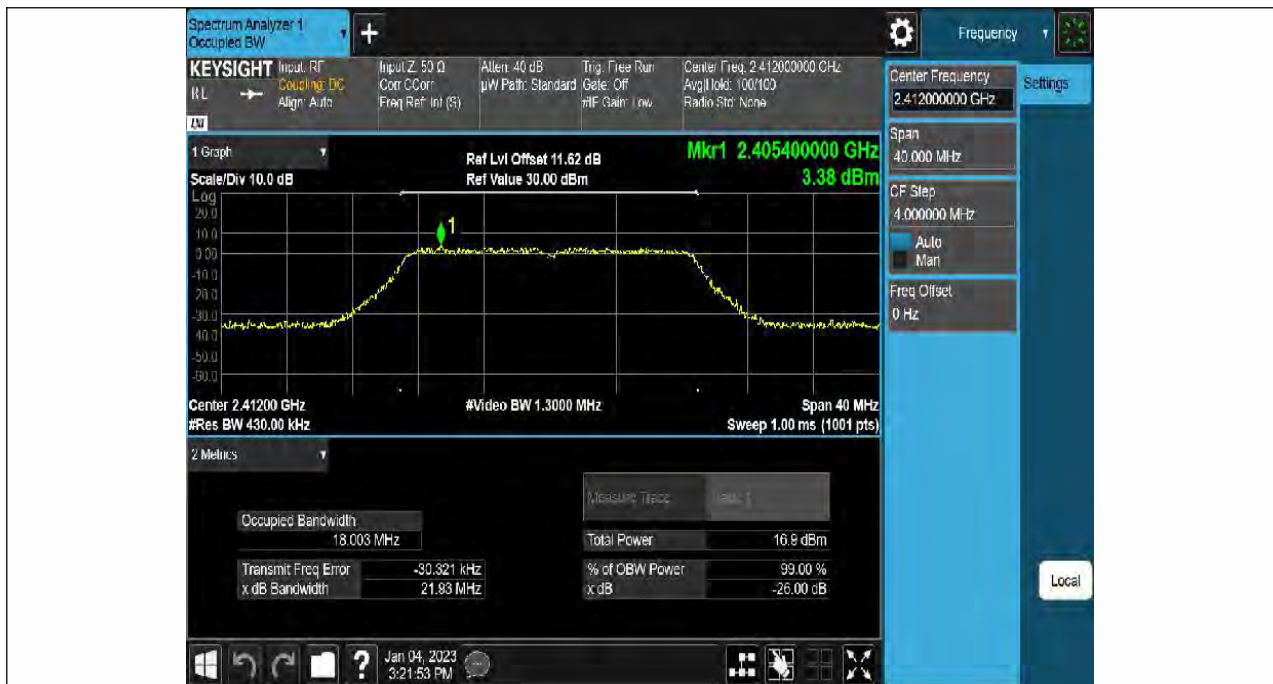 Spectrum Analyzer 1
Occupied BW
+
Frequency
KEYSIGHT
RL
Input: RF
Coupling: DC
Align: Auto
Input Z: 50 Ω
Corr CCorr
Freq Ref: Int (S)
Atten: 40 dB
µW Path: Standard
Trig: Free Run
Gate: Off
#IF Gain: Low
Center Freq: 2.412000000 GHz
Avg|Hold: 100/100
Radio Std: None
Center Frequency
2.412000000 GHz
Settings
Span
40.000 MHz
CF Step
4.000000 MHz
Auto
Man
Freq Offset
0 Hz
1 Graph
Ref Lvl Offset 11.62 dB
Mkr1 2.405400000 GHz
Scale/Div 10.0 dB
Ref Value 30.00 dBm
3.38 dBm
Log
20.0
10.0
0.00
-10.0
-20.0
-30.0
-40.0
-50.0
-60.0
1
Center 2.41200 GHz
#Video BW 1.3000 MHz
Span 40 MHz
#Res BW 430.00 kHz
Sweep 1.00 ms (1001 pts)
2 Metrics
Measure Trace
Trace 1
Occupied Bandwidth
18.003 MHz
Total Power
16.9 dBm
Transmit Freq Error
-30.321 kHz
% of OBW Power
99.00 %
x dB Bandwidth
21.93 MHz
x dB
-26.00 dB
Local
?
Jan 04, 2023
3:21:53 PM